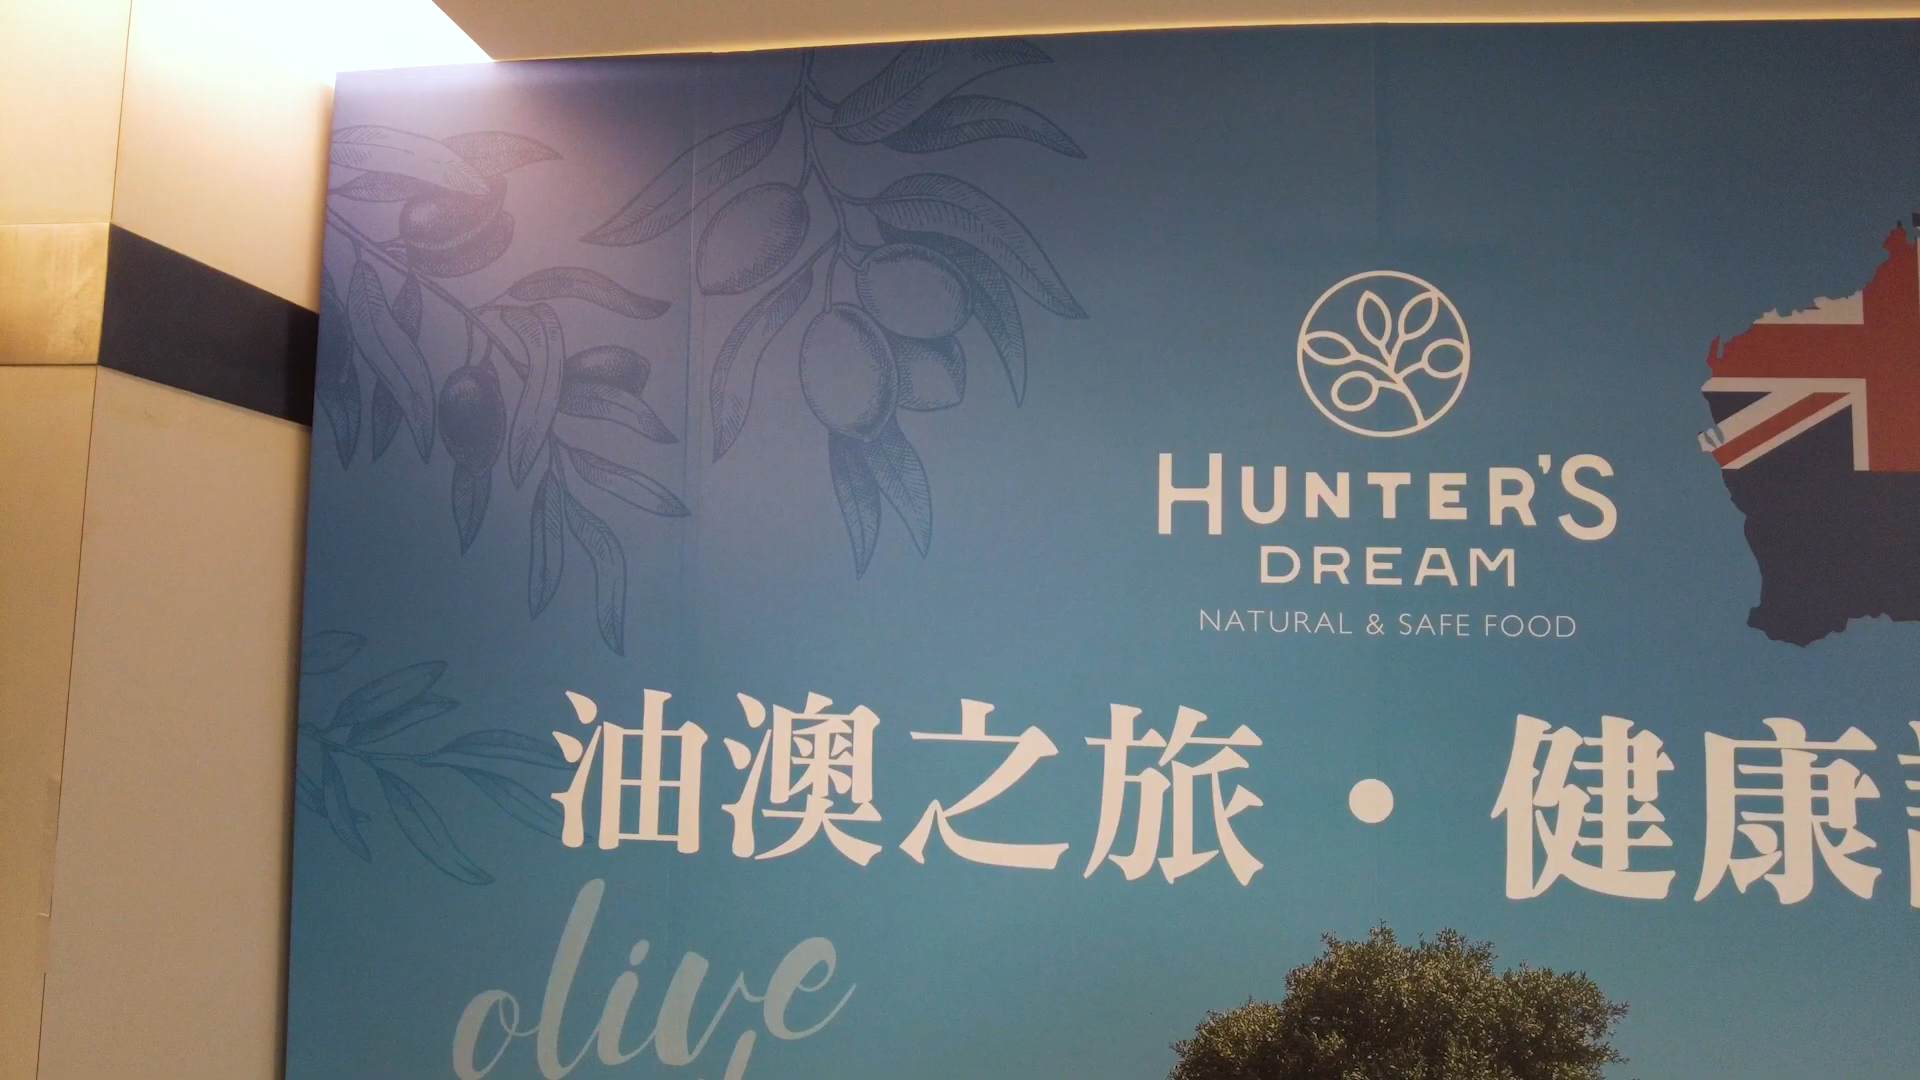 HUNTER'S
DREAM
NATURAL & SAFE FOOD
油澳之旅・健康
olive